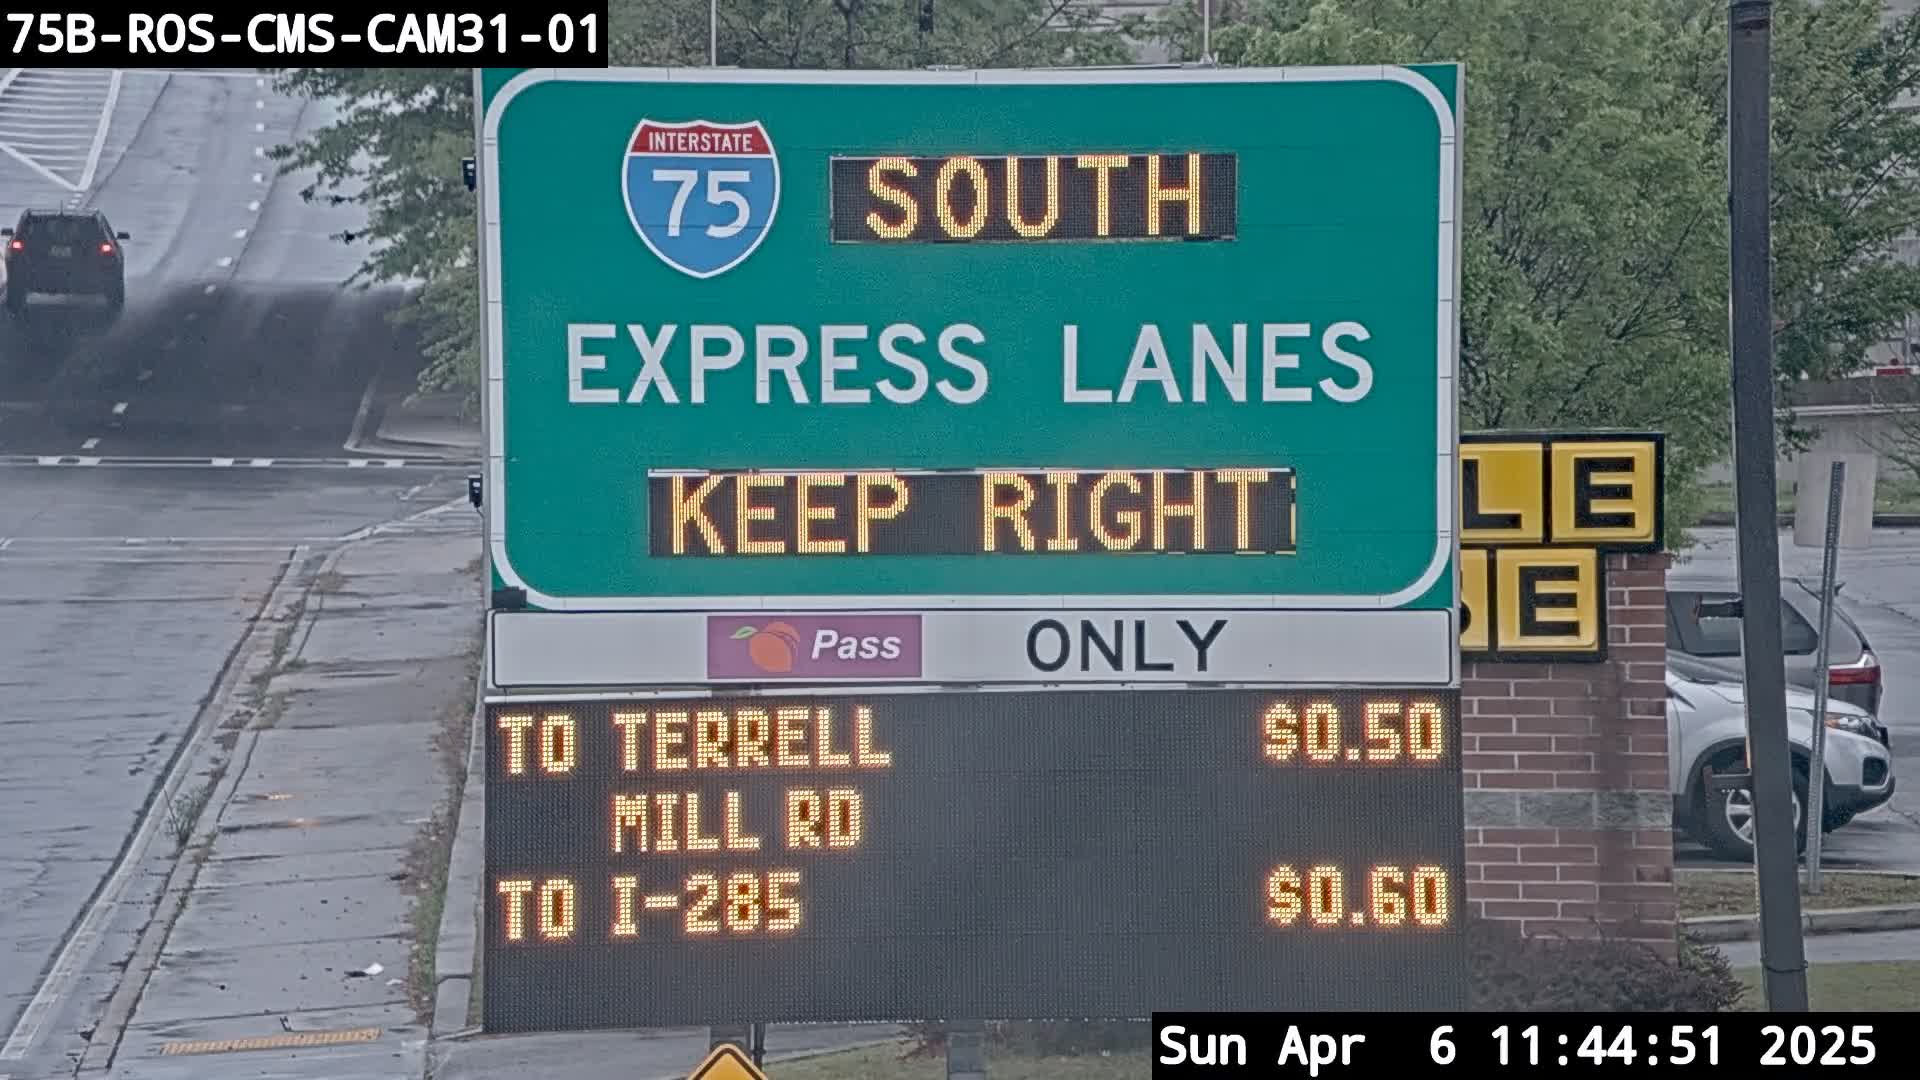 75B-ROS-CMS-CAM31-01
INTERSTATE
75
SOUTH
EXPRESS LANES
KEEP RIGHT
Pass
ONLY
TO TERRELL $0.50
MILL RD
TO I-285 $0.60
LE
E
Sun Apr 6 11:44:51 2025